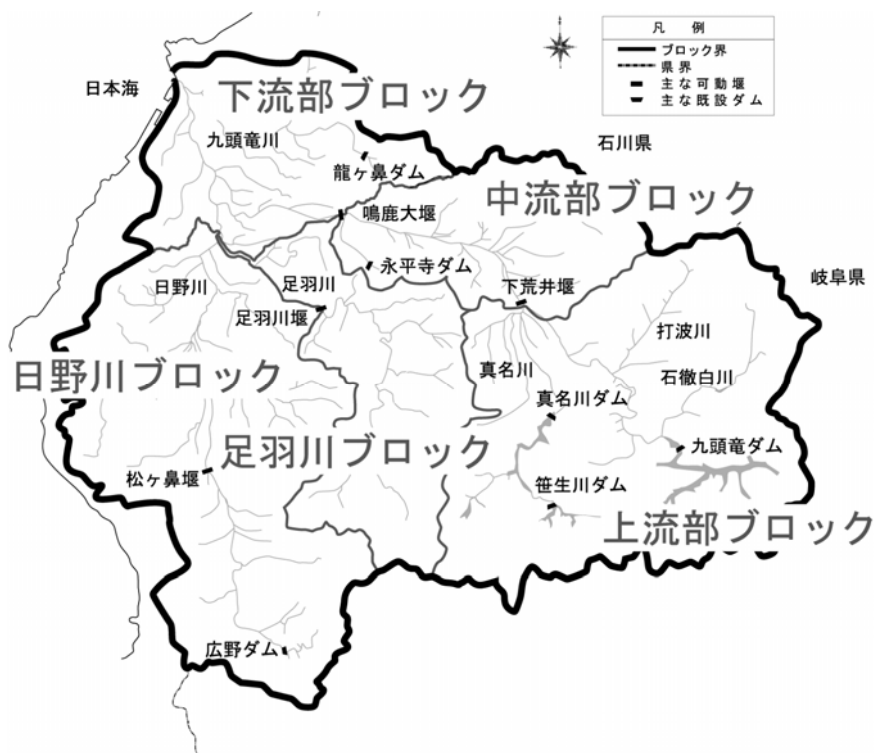 凡 例
ブロック界
県界
主な可動堰
主な既設ダム
日本海
下流部ブロック
九頭竜川
石川県
龍ヶ鼻ダム
中流部ブロック
鳴鹿大堰
永平寺ダム
日野川
足羽川
下荒井堰
岐阜県
足羽川堰
打波川
日野川ブロック
真名川
石徹白川
真名川ダム
足羽川ブロック
九頭竜ダム
松ヶ鼻堰
笹生川ダム
上流部ブロック
広野ダム